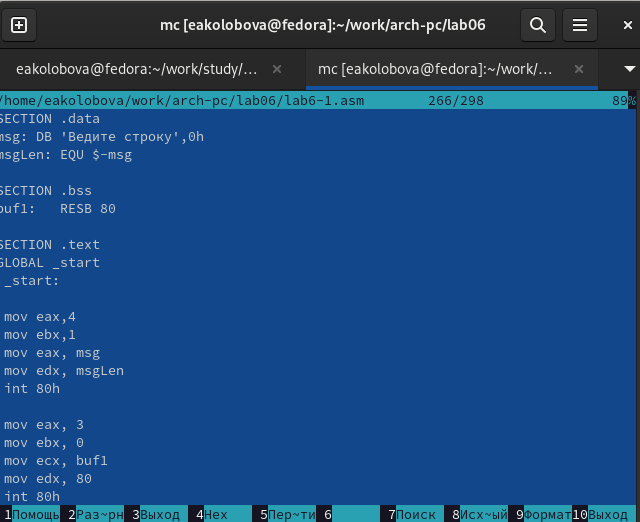 mc [eakolobova@fedora]:~/work/arch-pc/lab06
eakolobova@fedora:~/work/study/...
mc [eakolobova@fedora]:~/work/...
/home/eakolobova/work/arch-pc/lab06/lab6-1.asm 266/298 89%
SECTION .data
msg: DB 'Ведите строку',0h
msgLen: EQU $-msg
SECTION .bss
buf1: RESB 80
SECTION .text
GLOBAL _start
_start:
mov eax,4
mov ebx,1
mov eax, msg
mov edx, msgLen
int 80h
mov eax, 3
mov ebx, 0
mov ecx, buf1
mov edx, 80
int 80h
1Помощь 2Раз~рн 3Выход 4Hex 5Пер~ти 6 7Поиск 8Исх~ый 9Формат 10Выход